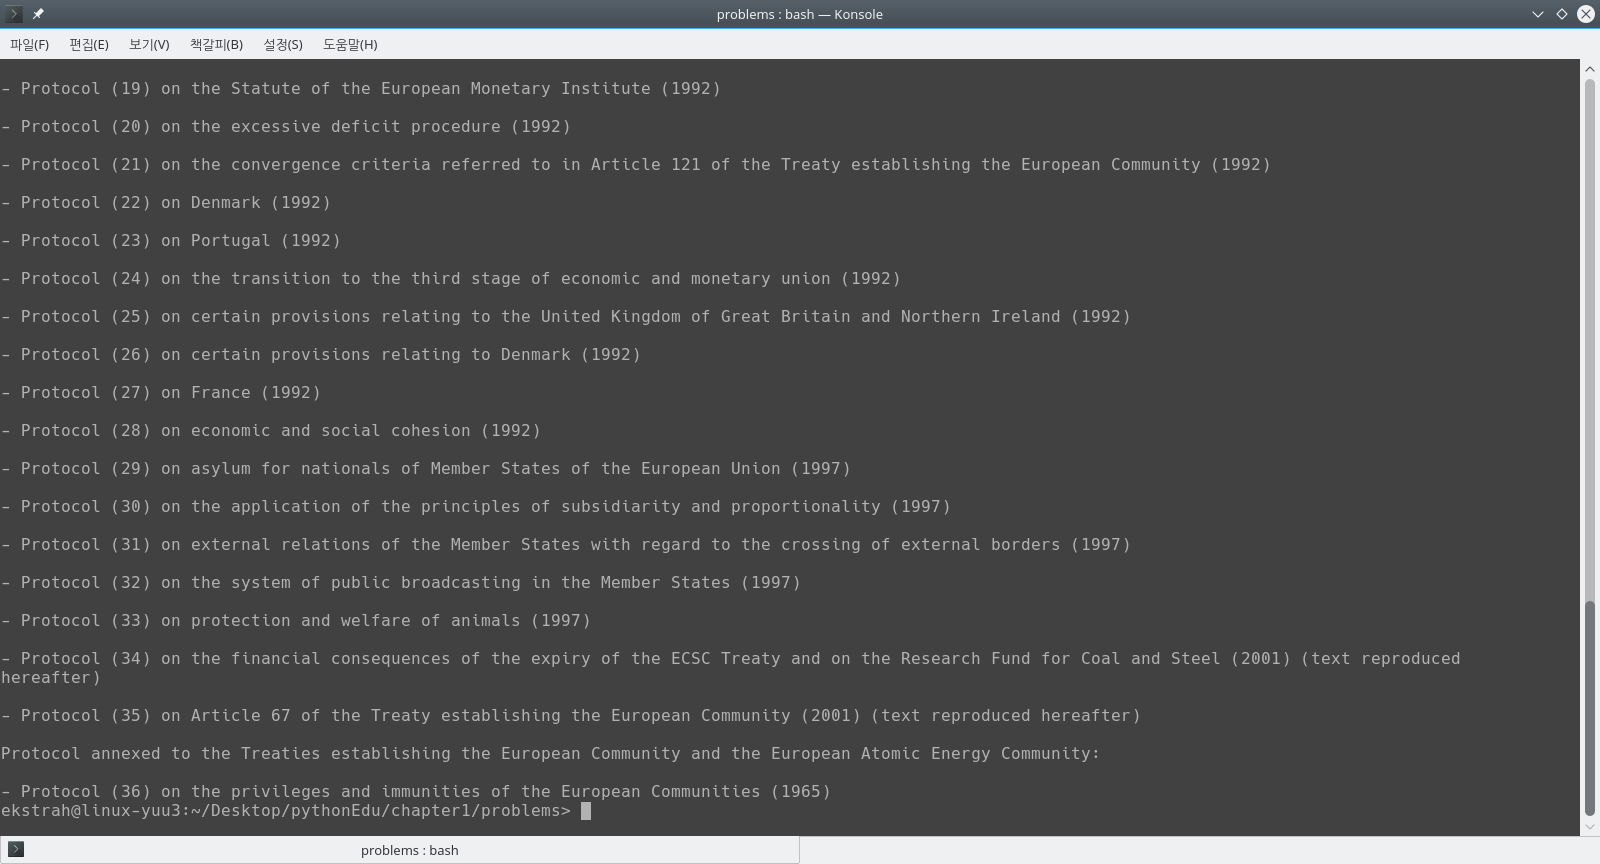 problems : bash — Konsole
파일(F) 편집(E) 보기(V) 책갈피(B) 설정(S) 도움말(H)
- Protocol (19) on the Statute of the European Monetary Institute (1992)
- Protocol (20) on the excessive deficit procedure (1992)
- Protocol (21) on the convergence criteria referred to in Article 121 of the Treaty establishing the European Community (1992)
- Protocol (22) on Denmark (1992)
- Protocol (23) on Portugal (1992)
- Protocol (24) on the transition to the third stage of economic and monetary union (1992)
- Protocol (25) on certain provisions relating to the United Kingdom of Great Britain and Northern Ireland (1992)
- Protocol (26) on certain provisions relating to Denmark (1992)
- Protocol (27) on France (1992)
- Protocol (28) on economic and social cohesion (1992)
- Protocol (29) on asylum for nationals of Member States of the European Union (1997)
- Protocol (30) on the application of the principles of subsidiarity and proportionality (1997)
- Protocol (31) on external relations of the Member States with regard to the crossing of external borders (1997)
- Protocol (32) on the system of public broadcasting in the Member States (1997)
- Protocol (33) on protection and welfare of animals (1997)
- Protocol (34) on the financial consequences of the expiry of the ECSC Treaty and on the Research Fund for Coal and Steel (2001) (text reproduced
hereafter)
- Protocol (35) on Article 67 of the Treaty establishing the European Community (2001) (text reproduced hereafter)
Protocol annexed to the Treaties establishing the European Community and the European Atomic Energy Community:
- Protocol (36) on the privileges and immunities of the European Communities (1965)
ekstrah@linux-yuu3:~/Desktop/pythonEdu/chapter1/problems>
problems : bash